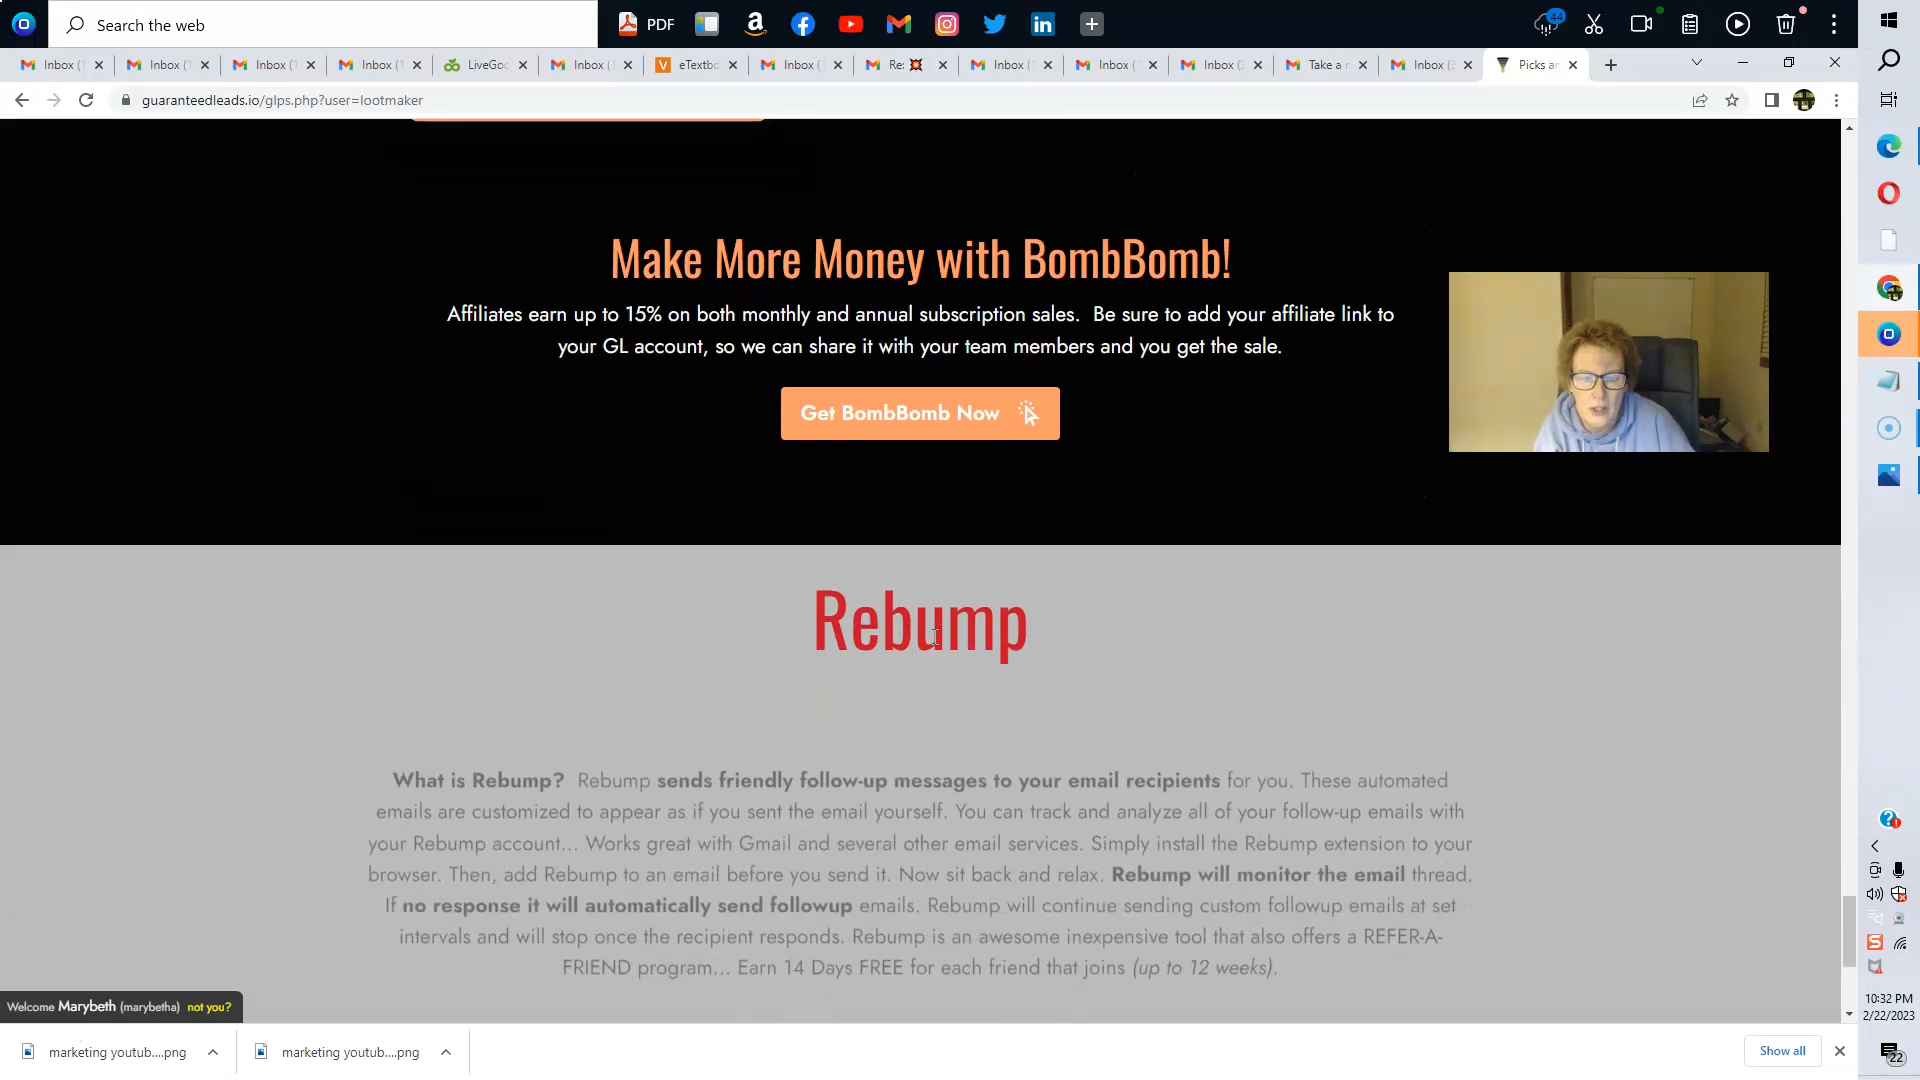 Search the web
PDF
44
Inbox (
Inbox (
Inbox (
Inbox (
LiveGo
Inbox (
eTextb
Inbox (
Re:
Inbox (
Inbox (
Inbox (
Take a
Inbox (
Picks a
guaranteedleads.io/glps.php?user=lootmaker
Make More Money with BombBomb!
Affiliates earn up to 15% on both monthly and annual subscription sales. Be sure to add your affiliate link to
your GL account, so we can share it with your team members and you get the sale.
Get BombBomb Now
Rebump
What is Rebump? Rebump sends friendly follow-up messages to your email recipients for you. These automated
emails are customized to appear as if you sent the email yourself. You can track and analyze all of your follow-up emails with
your Rebump account... Works great with Gmail and several other email services. Simply install the Rebump extension to your
browser. Then, add Rebump to an email before you send it. Now sit back and relax. Rebump will monitor the email thread.
If no response it will automatically send followup emails. Rebump will continue sending custom followup emails at set
intervals and will stop once the recipient responds. Rebump is an awesome inexpensive tool that also offers a REFER-A-
FRIEND program... Earn 14 Days FREE for each friend that joins (up to 12 weeks).
Welcome Marybeth (marybetha) not you?
10:32 PM
2/22/2023
marketing youtub....png
marketing youtub....png
Show all
22